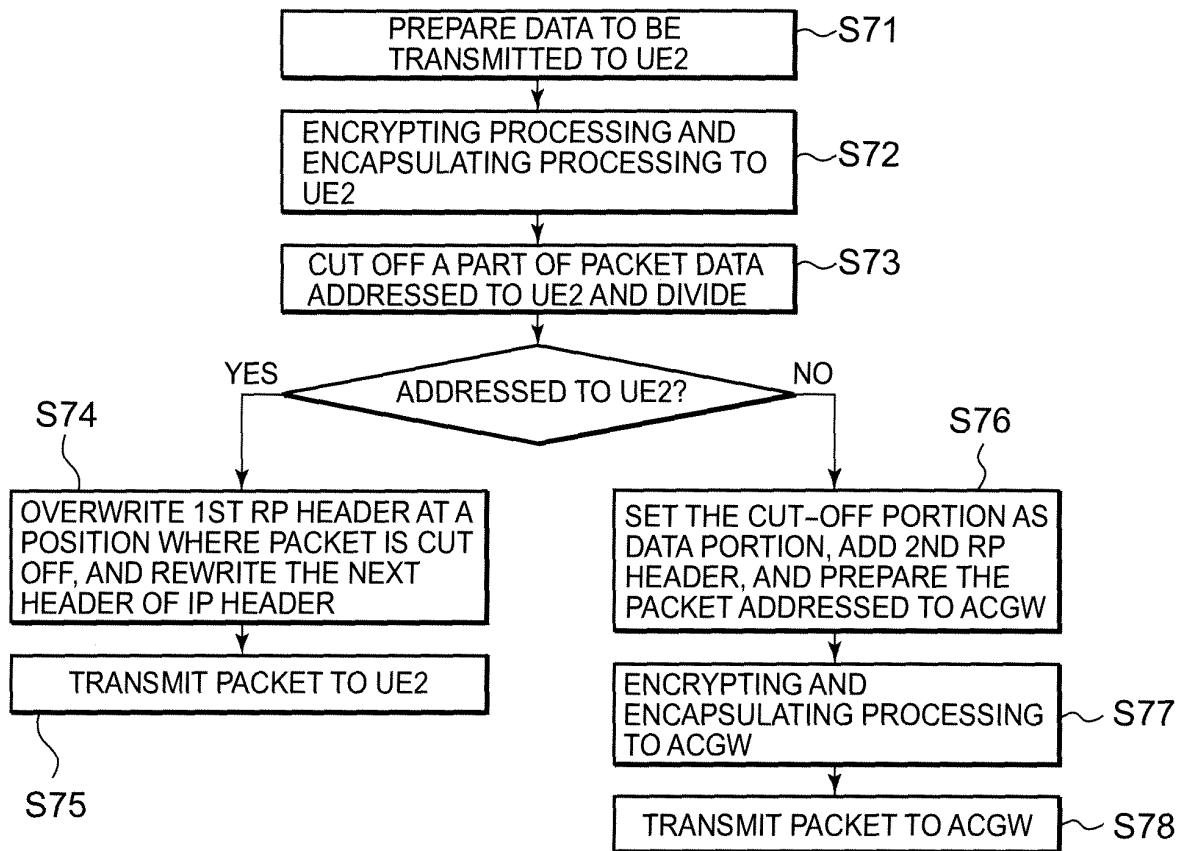 PREPARE DATA TO BE
TRANSMITTED TO UE2
S71
ENCRYPTING PROCESSING AND
ENCAPSULATING PROCESSING TO
UE2
S72
CUT OFF A PART OF PACKET DATA
ADDRESSED TO UE2 AND DIVIDE
S73
YES
ADDRESSED TO UE2?
NO
S74
OVERWRITE 1ST RP HEADER AT A
POSITION WHERE PACKET IS CUT
OFF, AND REWRITE THE NEXT
HEADER OF IP HEADER
TRANSMIT PACKET TO UE2
S75
S76
SET THE CUT-OFF PORTION AS
DATA PORTION, ADD 2ND RP
HEADER, AND PREPARE THE
PACKET ADDRESSED TO ACGW
ENCRYPTING AND
ENCAPSULATING PROCESSING
TO ACGW
S77
TRANSMIT PACKET TO ACGW
S78